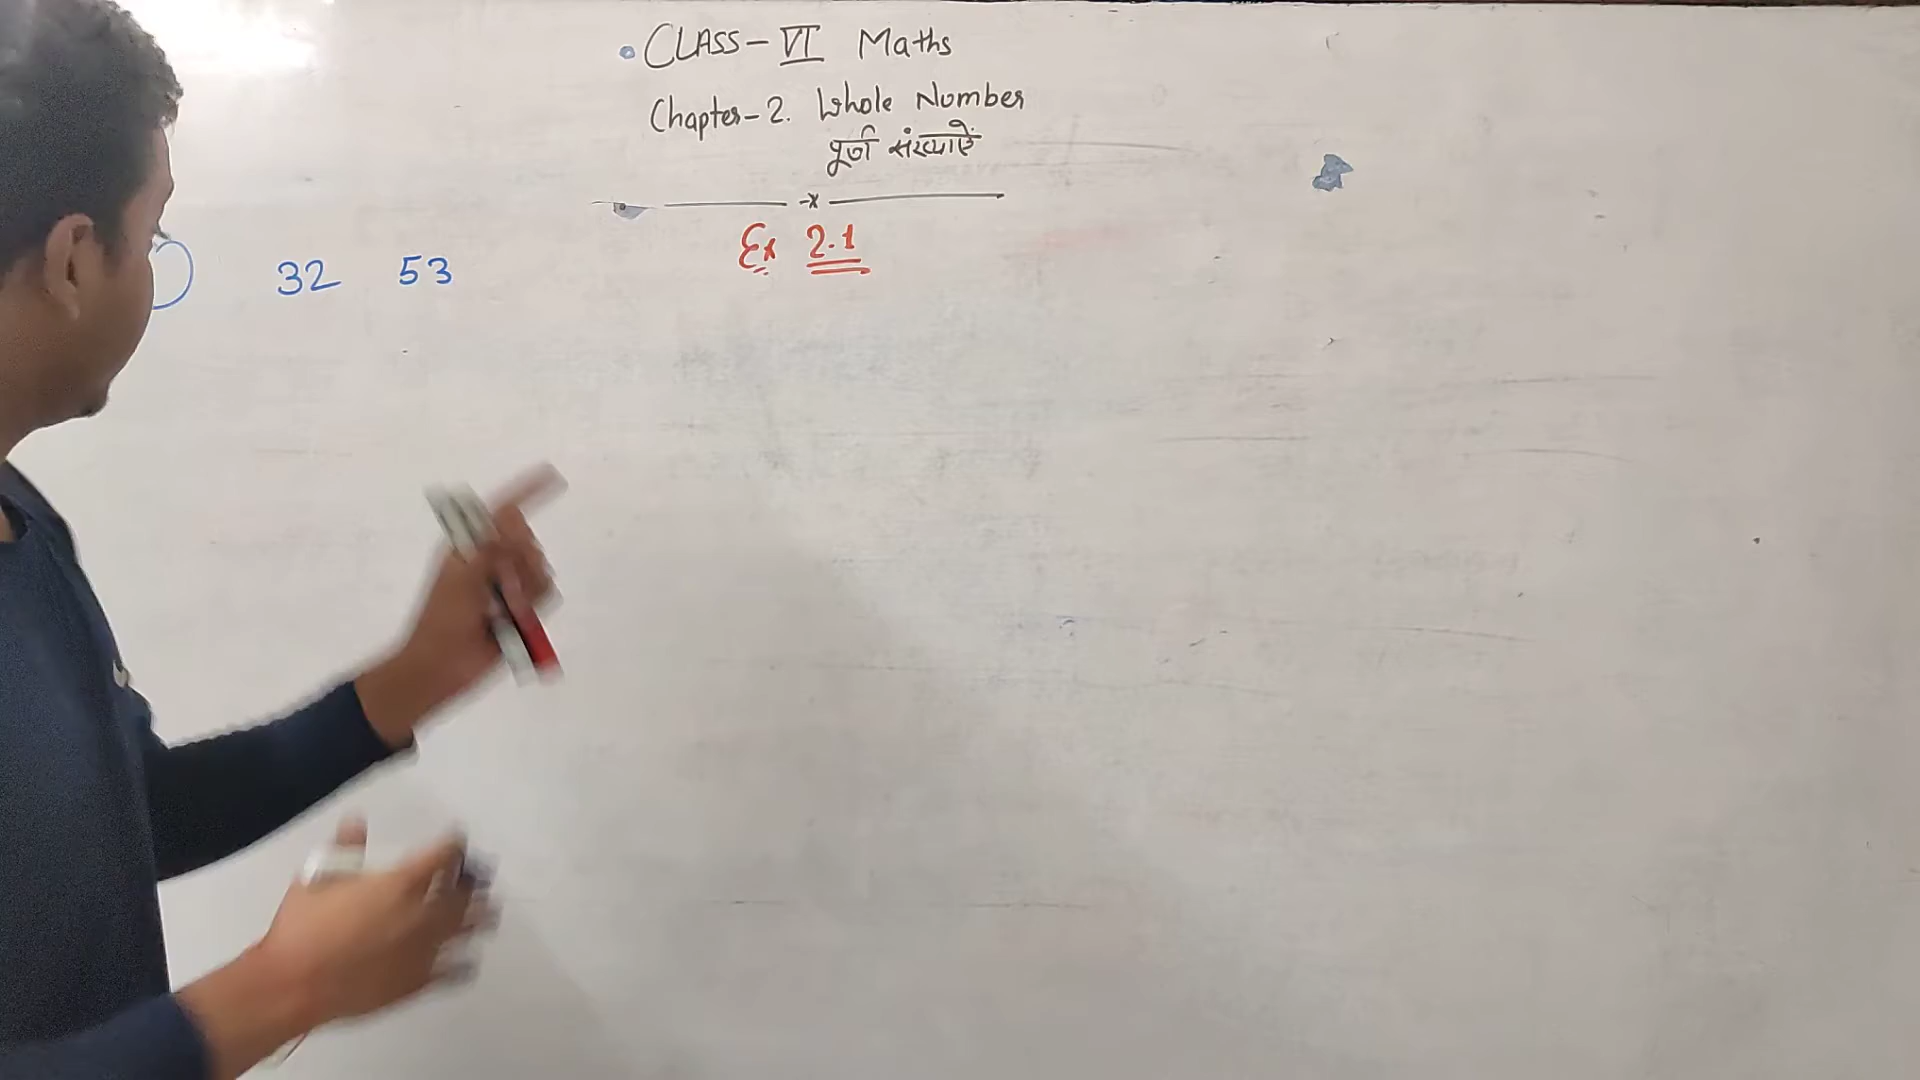 • CLASS - VI Maths
Chapter - 2. Whole Number
पूर्ण संख्याएँ
Ex 2.1
32 53